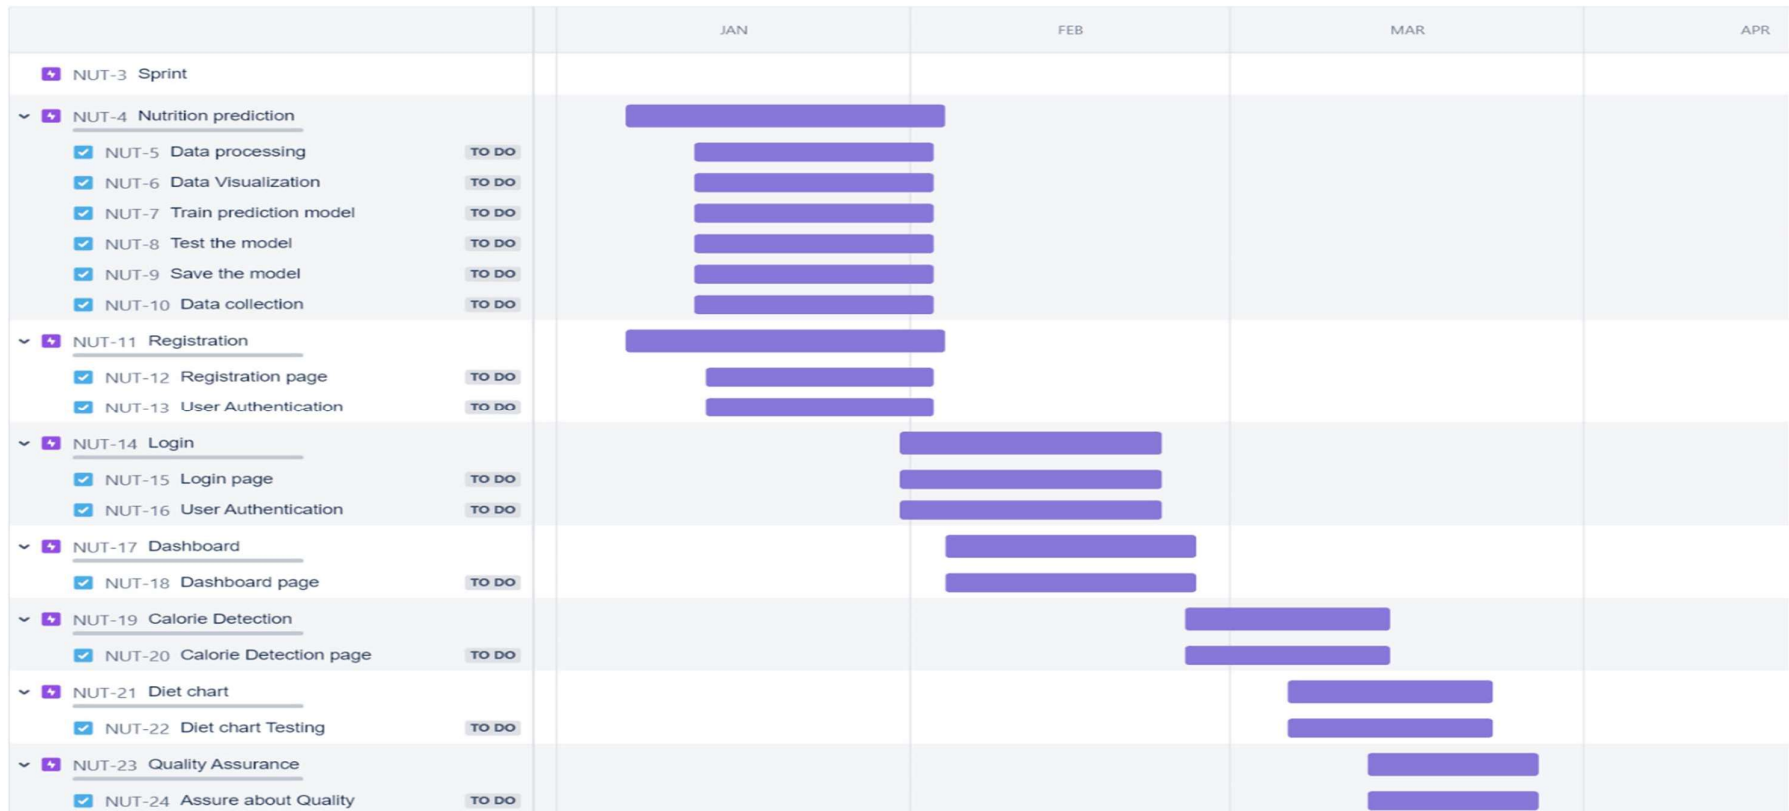 JAN FEB MAR APR
NUT-3 Sprint
NUT-4 Nutrition prediction
NUT-5 Data processing TO DO
NUT-6 Data Visualization TO DO
NUT-7 Train prediction model TO DO
NUT-8 Test the model TO DO
NUT-9 Save the model TO DO
NUT-10 Data collection TO DO
NUT-11 Registration
NUT-12 Registration page TO DO
NUT-13 User Authentication TO DO
NUT-14 Login
NUT-15 Login page TO DO
NUT-16 User Authentication TO DO
NUT-17 Dashboard
NUT-18 Dashboard page TO DO
NUT-19 Calorie Detection
NUT-20 Calorie Detection page TO DO
NUT-21 Diet chart
NUT-22 Diet chart Testing TO DO
NUT-23 Quality Assurance
NUT-24 Assure about Quality TO DO